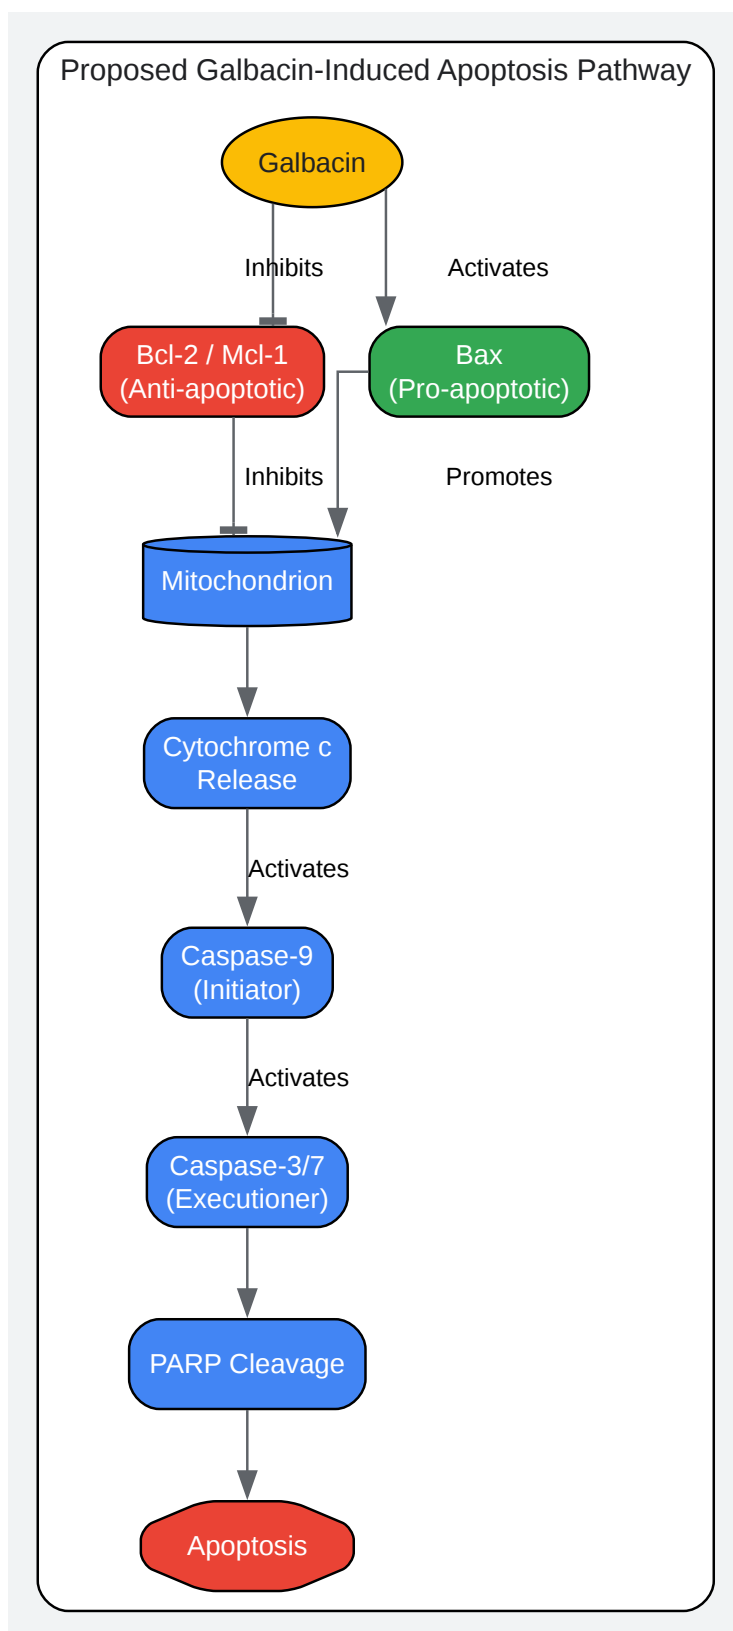 Proposed Galbacin-Induced Apoptosis Pathway
Galbacin
Inhibits
Activates
Bcl-2 / Mcl-1
(Anti-apoptotic)
Bax
(Pro-apoptotic)
Inhibits
Promotes
Mitochondrion
Cytochrome c
Release
Activates
Caspase-9
(Initiator)
Activates
Caspase-3/7
(Executioner)
PARP Cleavage
Apoptosis